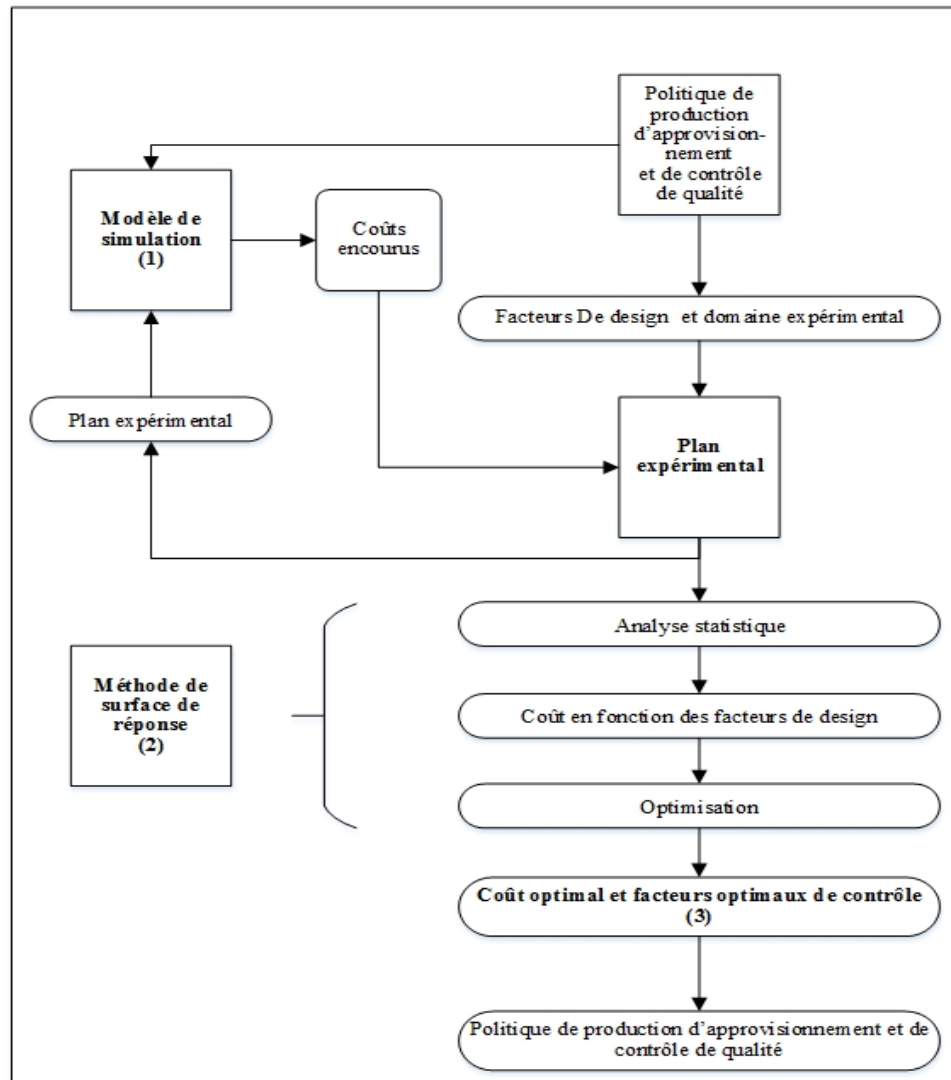 Politique de
production
d'approvision-
nement
et de contrôle
de qualité
Modèle de
simulation
(1)
Coûts
encourus
Facteurs De design et domaine expérimental
Plan expérimental
Plan
expérimental
Analyse statistique
Méthode de
surface de
réponse
(2)
Coût en fonction des facteurs de design
Optimisation
Coût optimal et facteurs optimaux de contrôle
(3)
Politique de production d'approvisionnement et de
contrôle de qualité